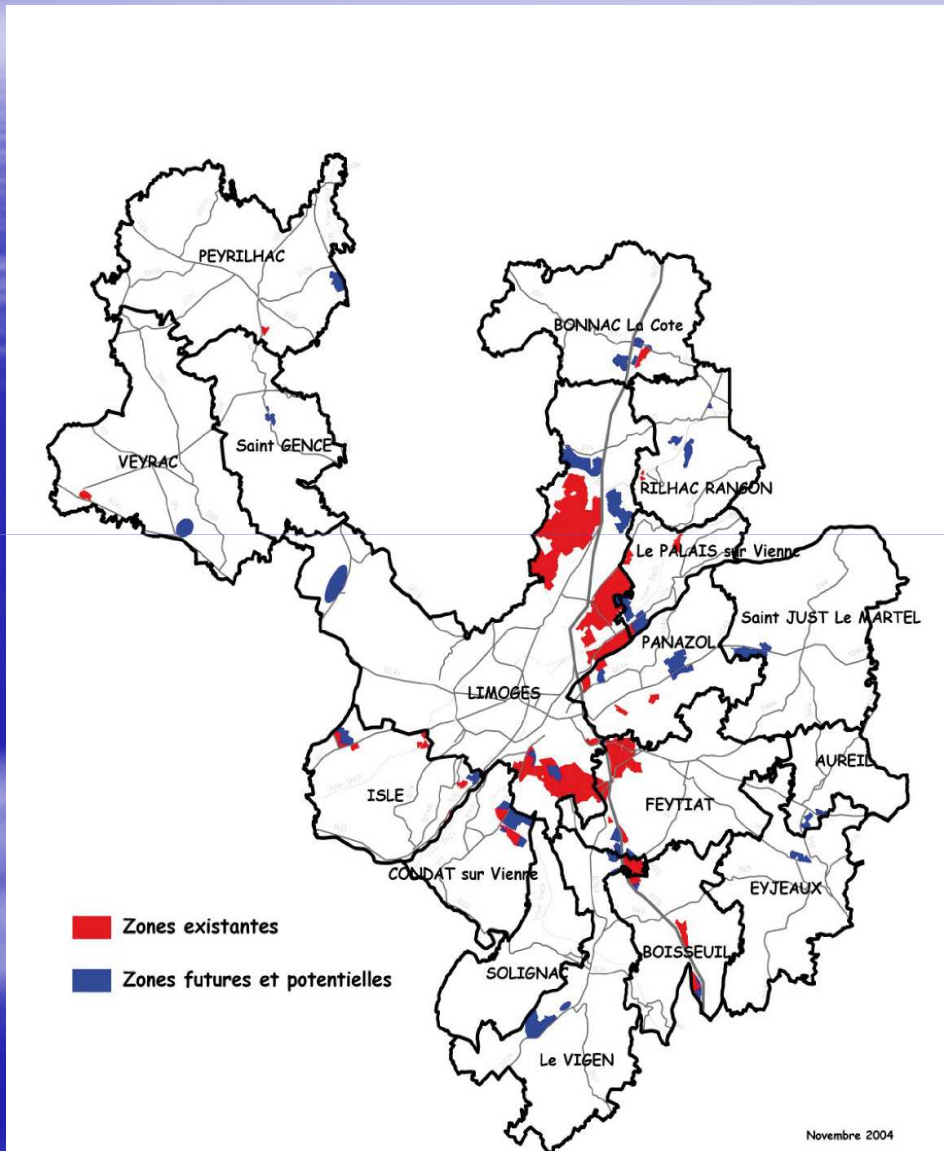 PEYRILHAC
BONNAC La Cote
Saint GENCE
VEYRAC
RILHAC RANCON
Le PALAIS sur Vienne
Saint JUST Le MARTEL
PANAZOL
LIMOGES
AUREIL
ISLE
FEYTIAT
CONDAT sur Vienne
EYJEAUX
Zones existantes
BOISSEUIL
SOLIGNAC
Zones futures et potentielles
Le VIGEN
Novembre 2004